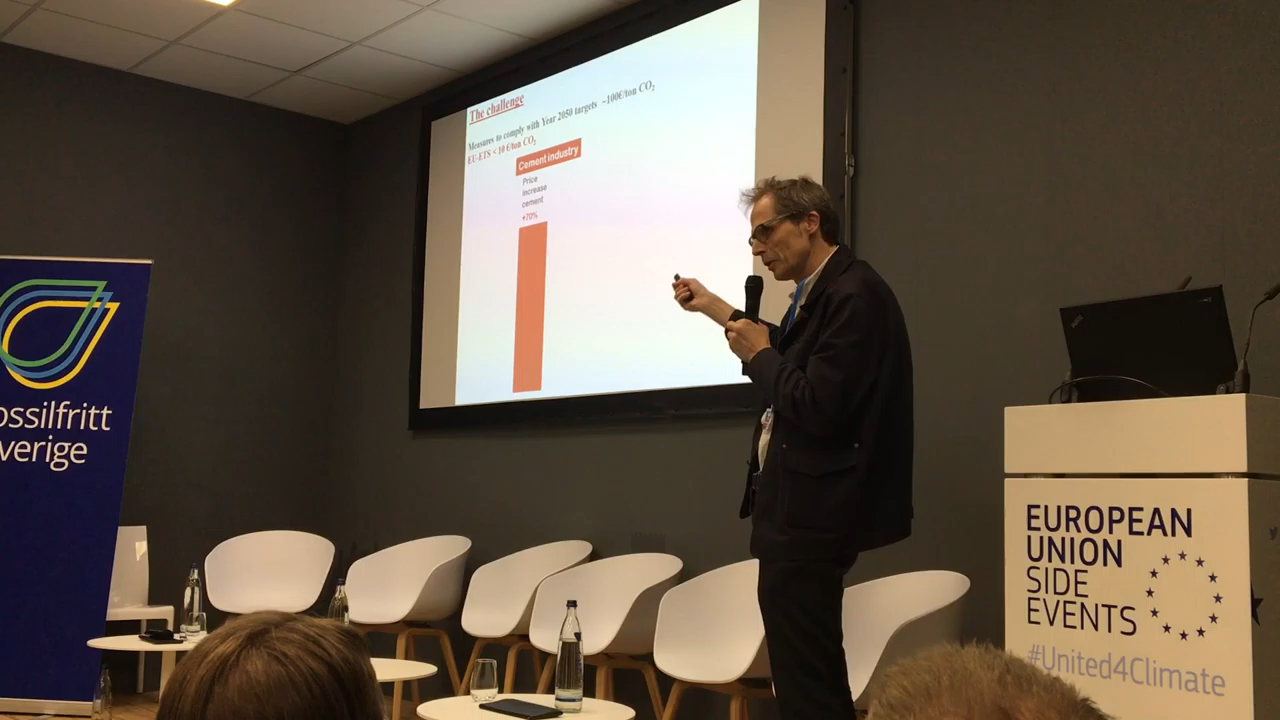 The challenge
Measures to comply with Year 2050 targets ~100€/ton CO2
EU-ETS < 10 €/ton CO2
Cement industry
Price
increase
cement
+70%
ossilfritt
verige
EUROPEAN
UNION
SIDE
EVENTS
#United4Climate